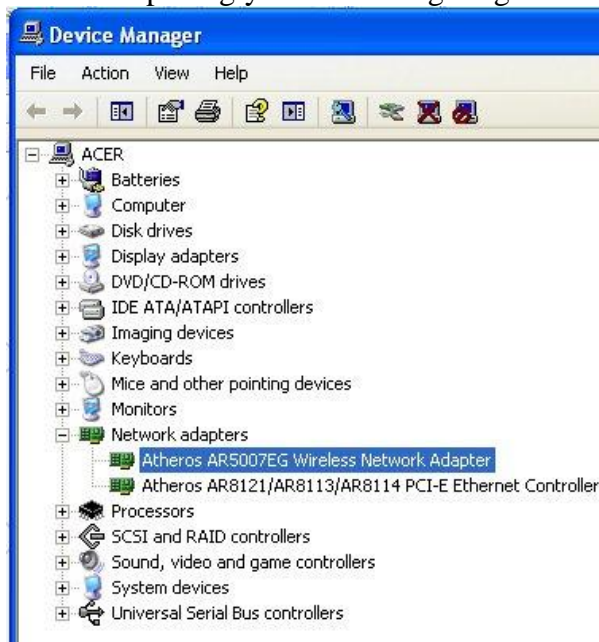 Device Manager
File Action View Help
ACER
Batteries
Computer
Disk drives
Display adapters
DVD/CD-ROM drives
IDE ATA/ATAPI controllers
Imaging devices
Keyboards
Mice and other pointing devices
Monitors
Network adapters
Atheros AR5007EG Wireless Network Adapter
Atheros AR8121/AR8113/AR8114 PCI-E Ethernet Controller
Processors
SCSI and RAID controllers
Sound, video and game controllers
System devices
Universal Serial Bus controllers